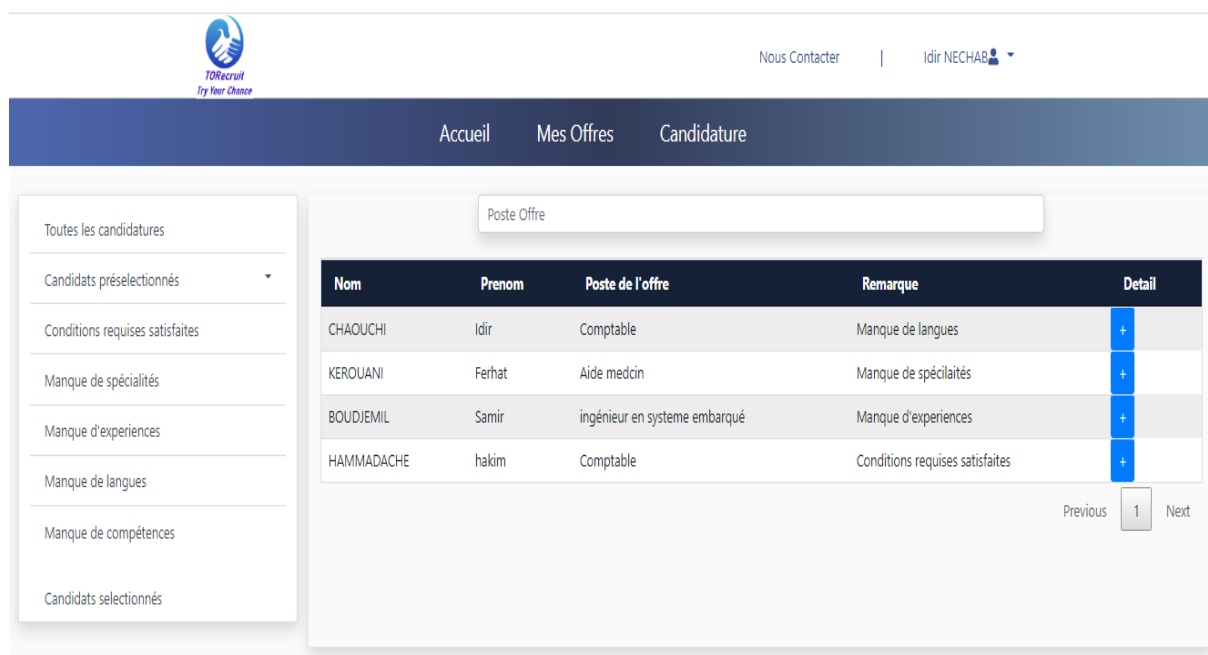 TORecruit
Try Your Chance
Nous Contacter | Idir NECHAB
Accueil Mes Offres Candidature
Toutes les candidatures
Candidats préselectionnés
Conditions requises satisfaites
Manque de spécialités
Manque d'experiences
Manque de langues
Manque de compétences
Candidats selectionnés
Poste Offre
Nom Prenom Poste de l'offre Remarque Detail
CHAOUCHI Idir Comptable Manque de langues +
KEROUANI Ferhat Aide medcin Manque de spécilaités +
BOUDJEMIL Samir ingénieur en systeme embarqué Manque d'experiences +
HAMMADACHE hakim Comptable Conditions requises satisfaites +
Previous 1 Next